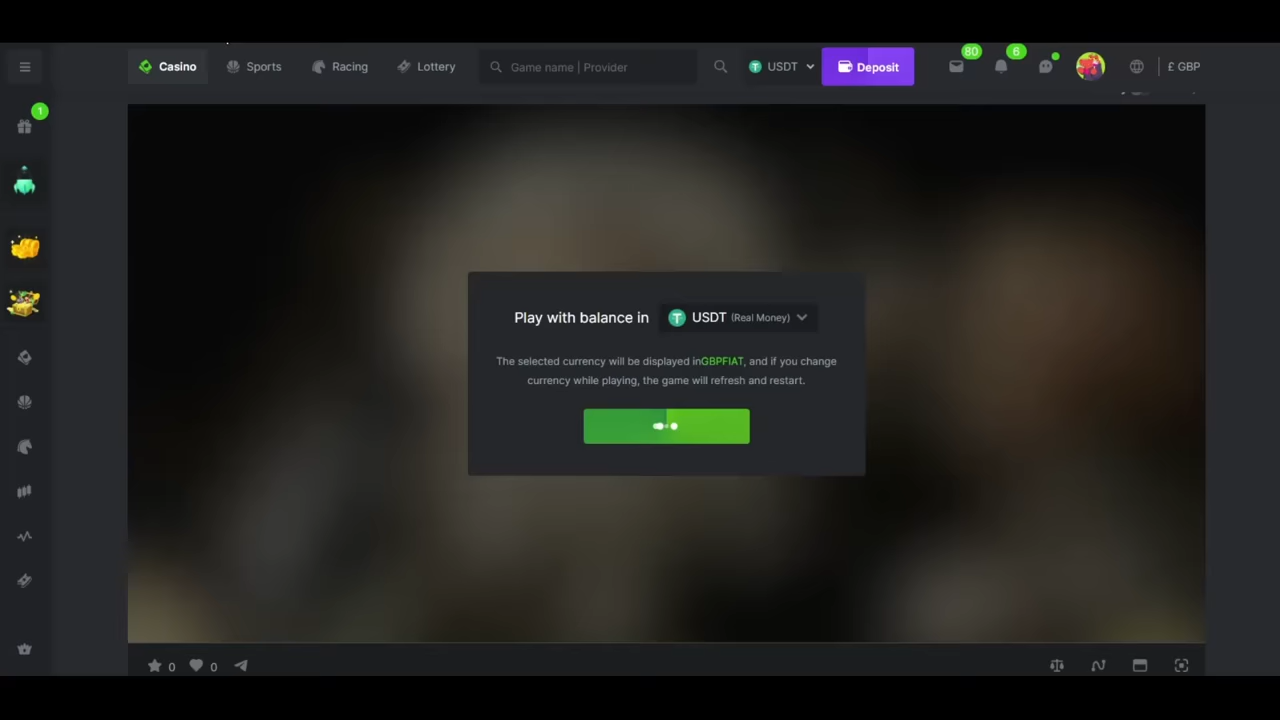 Casino
Sports
Racing
Lottery
Game name | Provider
USDT
Deposit
80
6
£ GBP
1
Play with balance in
USDT (Real Money)
The selected currency will be displayed inGBPFIAT, and if you change
currency while playing, the game will refresh and restart.
0
0